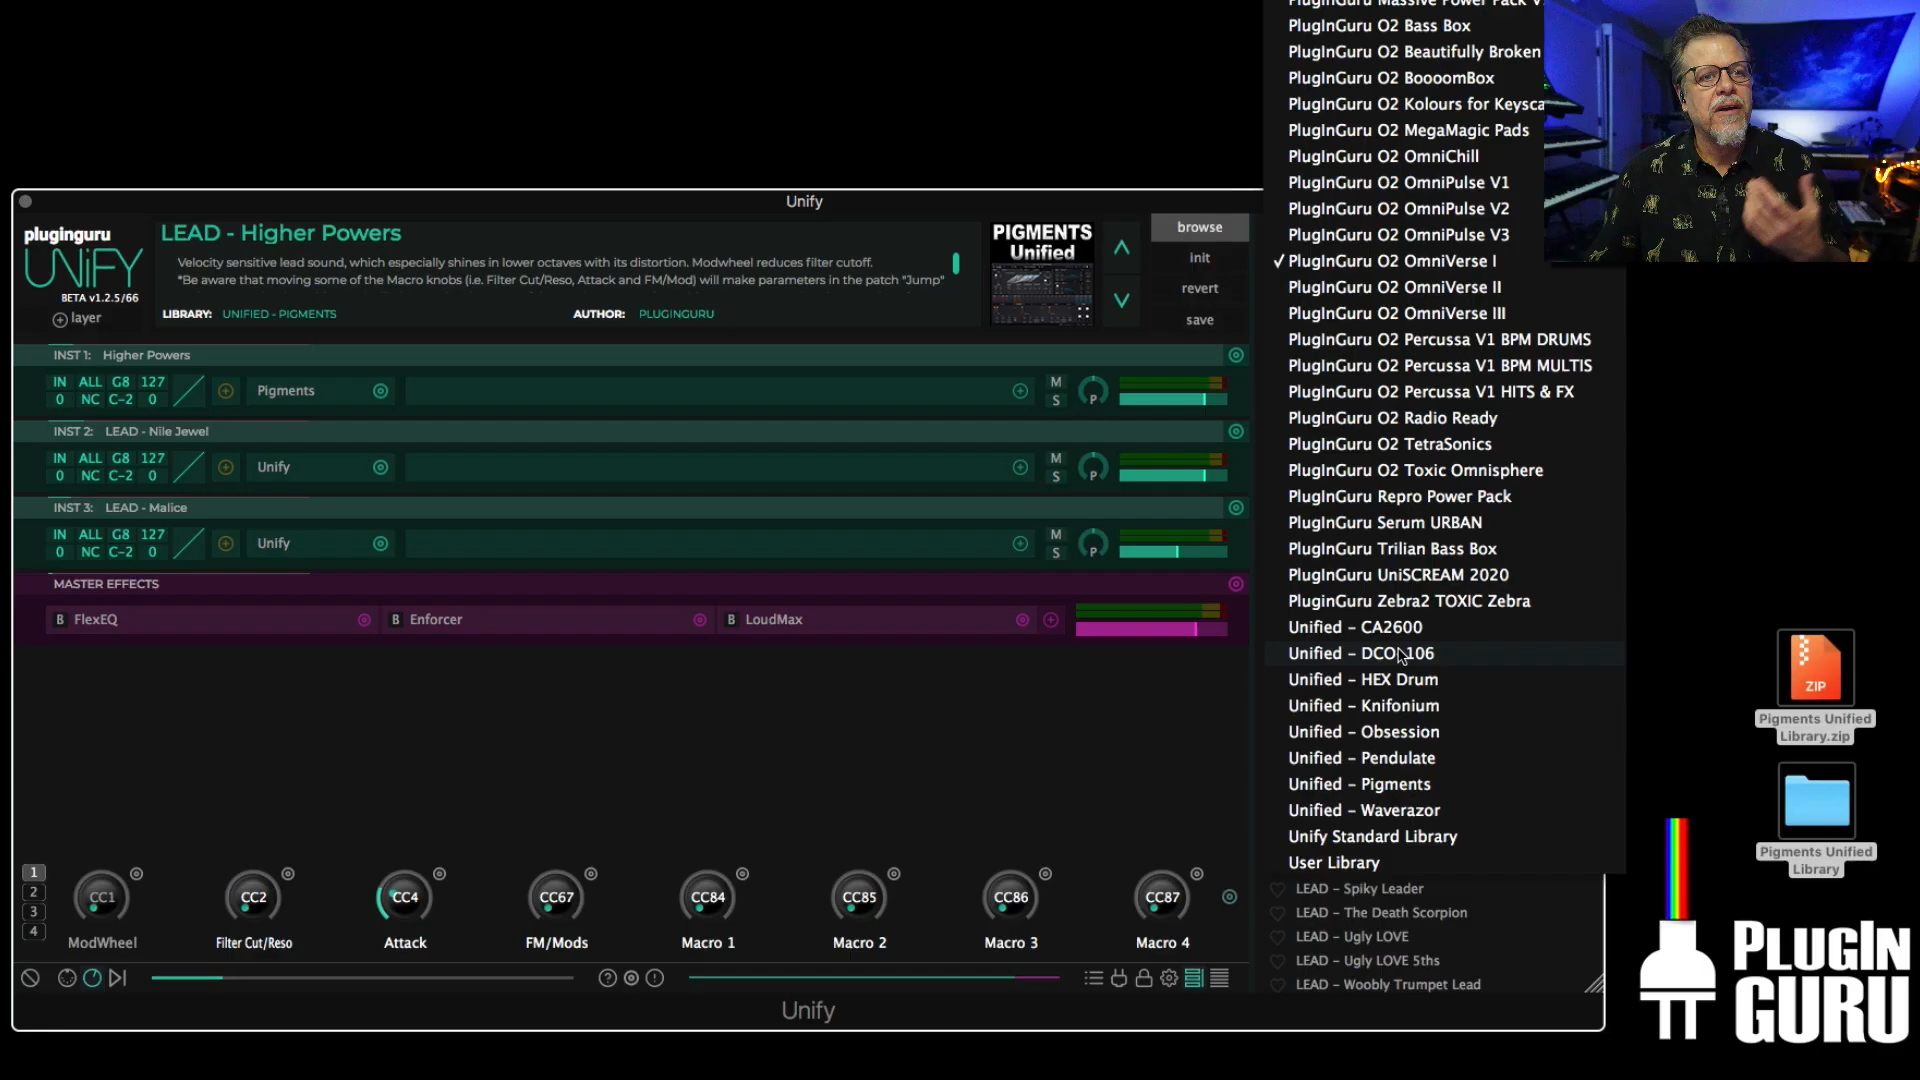 PlugInGuru Massive Power Pack V
PlugInGuru O2 Bass Box
PlugInGuru O2 Beautifully Broken
PlugInGuru O2 BoooomBox
PlugInGuru O2 Kolours for Keysca
PlugInGuru O2 MegaMagic Pads
PlugInGuru O2 OmniChill
PlugInGuru O2 OmniPulse V1
PlugInGuru O2 OmniPulse V2
PlugInGuru O2 OmniPulse V3
✓ PlugInGuru O2 OmniVerse I
PlugInGuru O2 OmniVerse II
PlugInGuru O2 OmniVerse III
PlugInGuru O2 Percussa V1 BPM DRUMS
PlugInGuru O2 Percussa V1 BPM MULTIS
PlugInGuru O2 Percussa V1 HITS & FX
PlugInGuru O2 Radio Ready
PlugInGuru O2 TetraSonics
PlugInGuru O2 Toxic Omnisphere
PlugInGuru Repro Power Pack
PlugInGuru Serum URBAN
PlugInGuru Trilian Bass Box
PlugInGuru UniSCREAM 2020
PluginGuru Zebra2 TOXIC Zebra
Unified – CA2600
Unified – DCO 106
Unified – HEX Drum
Unified – Knifonium
Unified – Obsession
Unified – Pendulate
Unified – Pigments
Unified – Waverazor
Unify Standard Library
User Library
LEAD – Spiky Leader
LEAD – The Death Scorpion
LEAD – Ugly LOVE
LEAD – Ugly LOVE 5ths
LEAD – Woobly Trumpet Lead
Unify
pluginguru
UNIFY
BETA v1.2.5/66
layer
LEAD - Higher Powers
Velocity sensitive lead sound, which especially shines in lower octaves with its distortion. Modwheel reduces filter cutoff.
*Be aware that moving some of the Macro knobs (i.e. Filter Cut/Reso, Attack and FM/Mod) will make parameters in the patch "Jump"
LIBRARY: UNIFIED - PIGMENTS AUTHOR: PLUGINGURU
PIGMENTS
Unified
browse
init
revert
save
INST 1: Higher Powers
IN ALL G8 127
0 NC C-2 0
Pigments
M
S
P
INST 2: LEAD - Nile Jewel
IN ALL G8 127
0 NC C-2 0
Unify
M
S
P
INST 3: LEAD - Malice
IN ALL G8 127
0 NC C-2 0
Unify
M
S
P
MASTER EFFECTS
B FlexEQ B Enforcer B LoudMax
1
2
3
4
CC1 CC2 CC4 CC67 CC84 CC85 CC86 CC87
ModWheel Filter Cut/Reso Attack FM/Mods Macro 1 Macro 2 Macro 3 Macro 4
Unify
ZIP
Pigments Unified
Library.zip
Pigments Unified
Library
PLUGIN
GURU